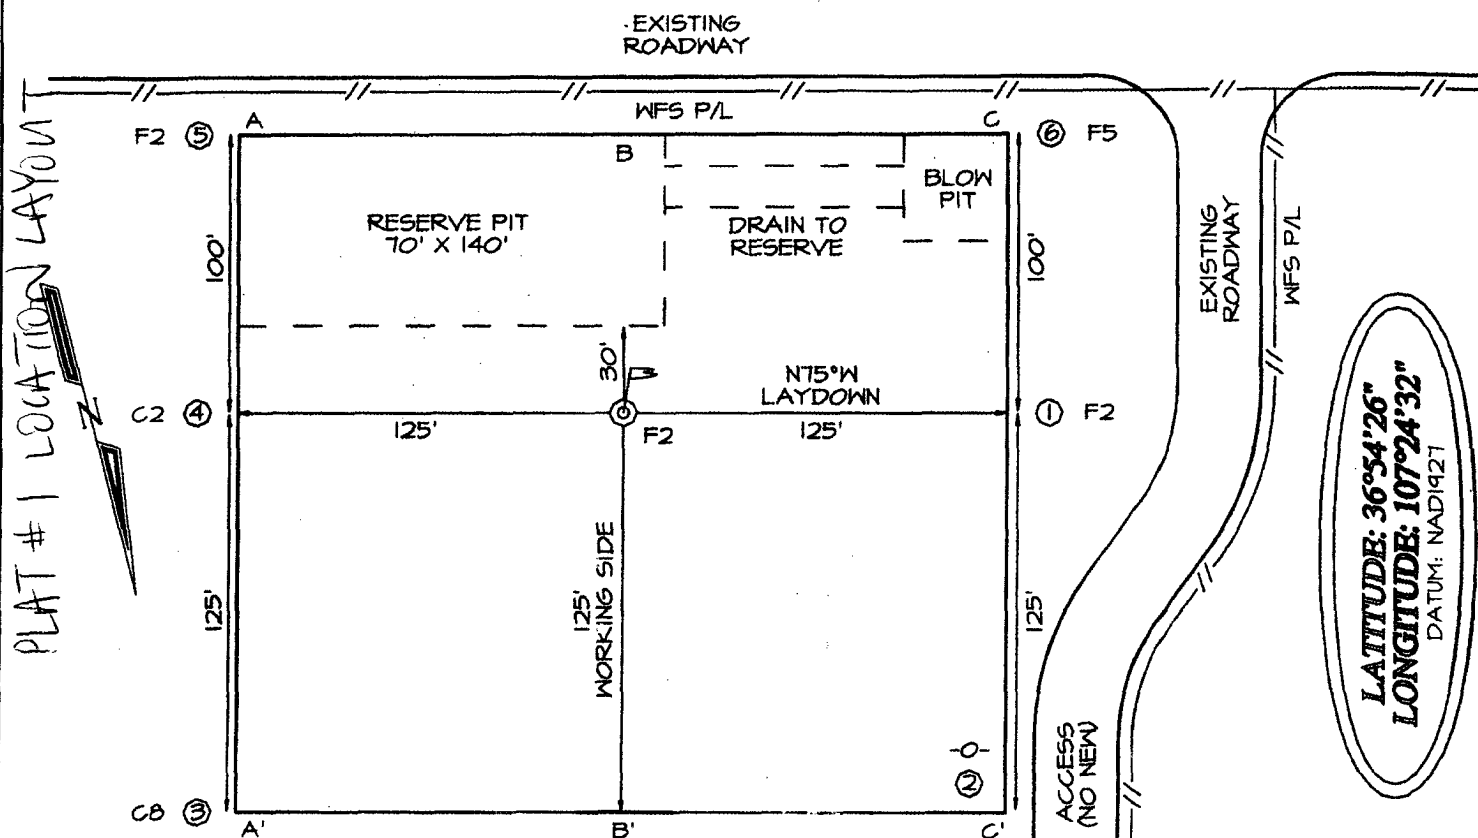 EXISTING
ROADWAY
WFS P/L
F2 ⑤
A
B
C
⑥ F5
BLOW
PIT
RESERVE PIT
70' X 140'
DRAIN TO
RESERVE
100'
100'
EXISTING
ROADWAY
WFS P/L
PLAT # 1 LOCATION LAYOUT
N
30'
N75°W
LAYDOWN
C2 ④
125'
F2
125'
① F2
LATITUDE: 36°54'26"
LONGITUDE: 107°24'32"
DATUM: NAD1927
125'
125'
WORKING SIDE
125'
-0-
②
ACCESS
(NO NEW)
C8 ③
A'
B'
C'